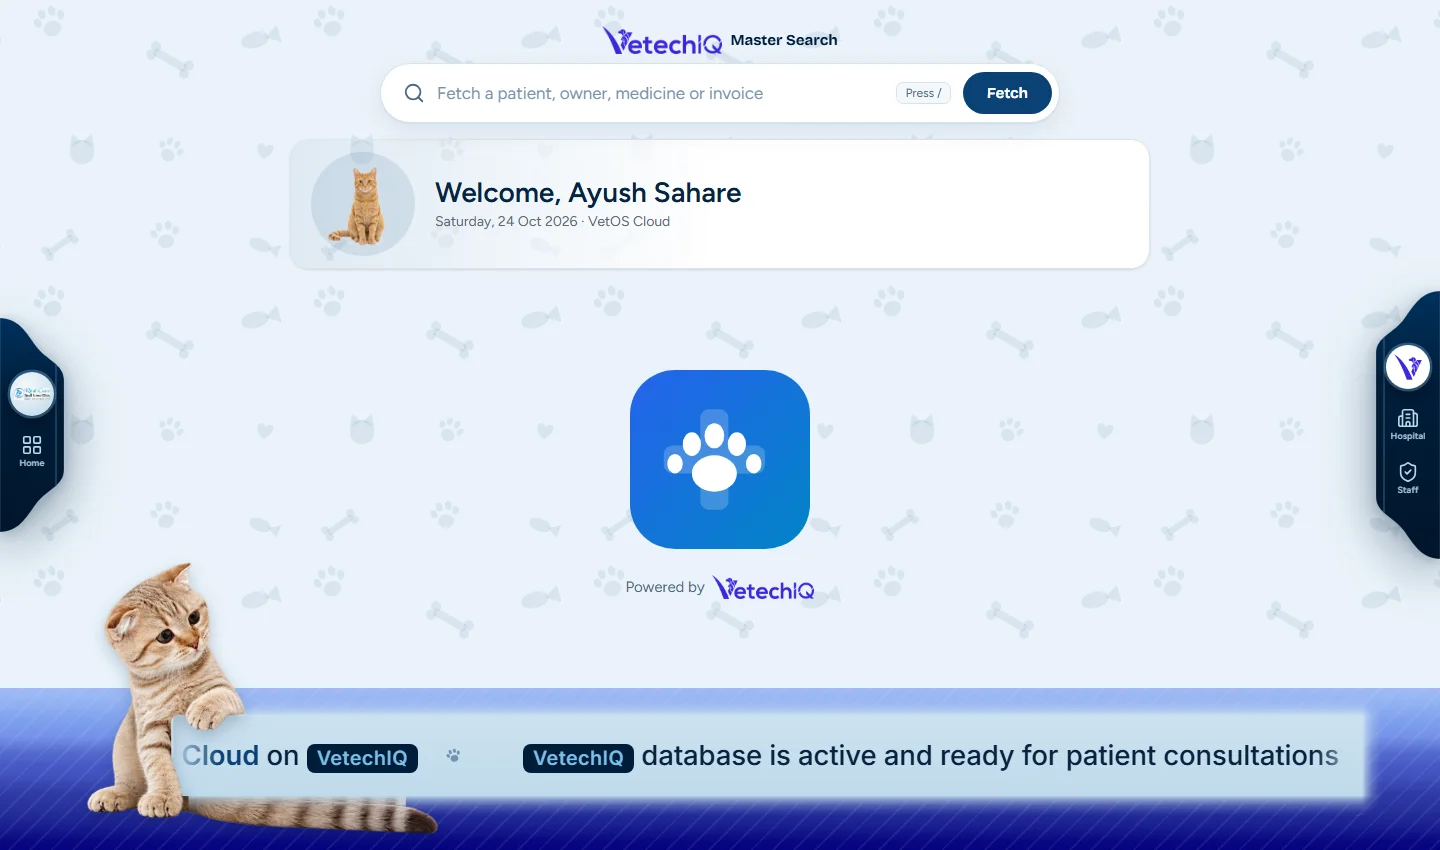 VetechIQ Master Search
Fetch a patient, owner, medicine or invoice
Press /
Fetch
Welcome, Ayush Sahare
Saturday, 24 Oct 2026 · VetOS Cloud
Home
Hospital
Staff
Powered by VetechIQ
Cloud on VetechIQ VetechIQ database is active and ready for patient consultations